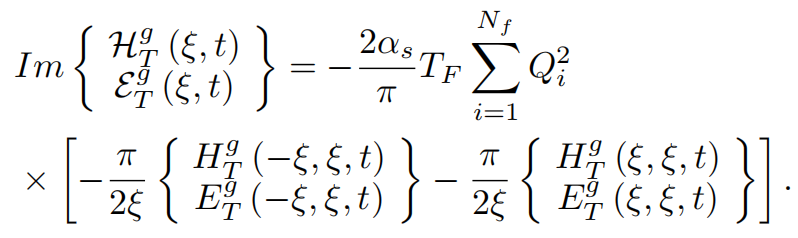 Im { ℋ_T^g (ξ, t) ℰ_T^g (ξ, t) } = − 2α_s/π T_F ∑_{i=1}^{N_f} Q_i^2
× [ − π/2ξ { H_T^g (−ξ, ξ, t) E_T^g (−ξ, ξ, t) } − π/2ξ { H_T^g (ξ, ξ, t) E_T^g (ξ, ξ, t) } ] .